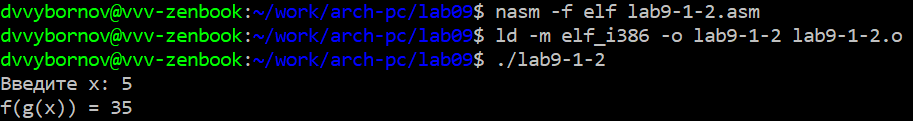 dvvybornov@vvv-zenbook:~/work/arch-pc/lab09$ nasm -f elf lab9-1-2.asm
dvvybornov@vvv-zenbook:~/work/arch-pc/lab09$ ld -m elf_i386 -o lab9-1-2 lab9-1-2.o
dvvybornov@vvv-zenbook:~/work/arch-pc/lab09$ ./lab9-1-2
Введите x: 5
f(g(x)) = 35